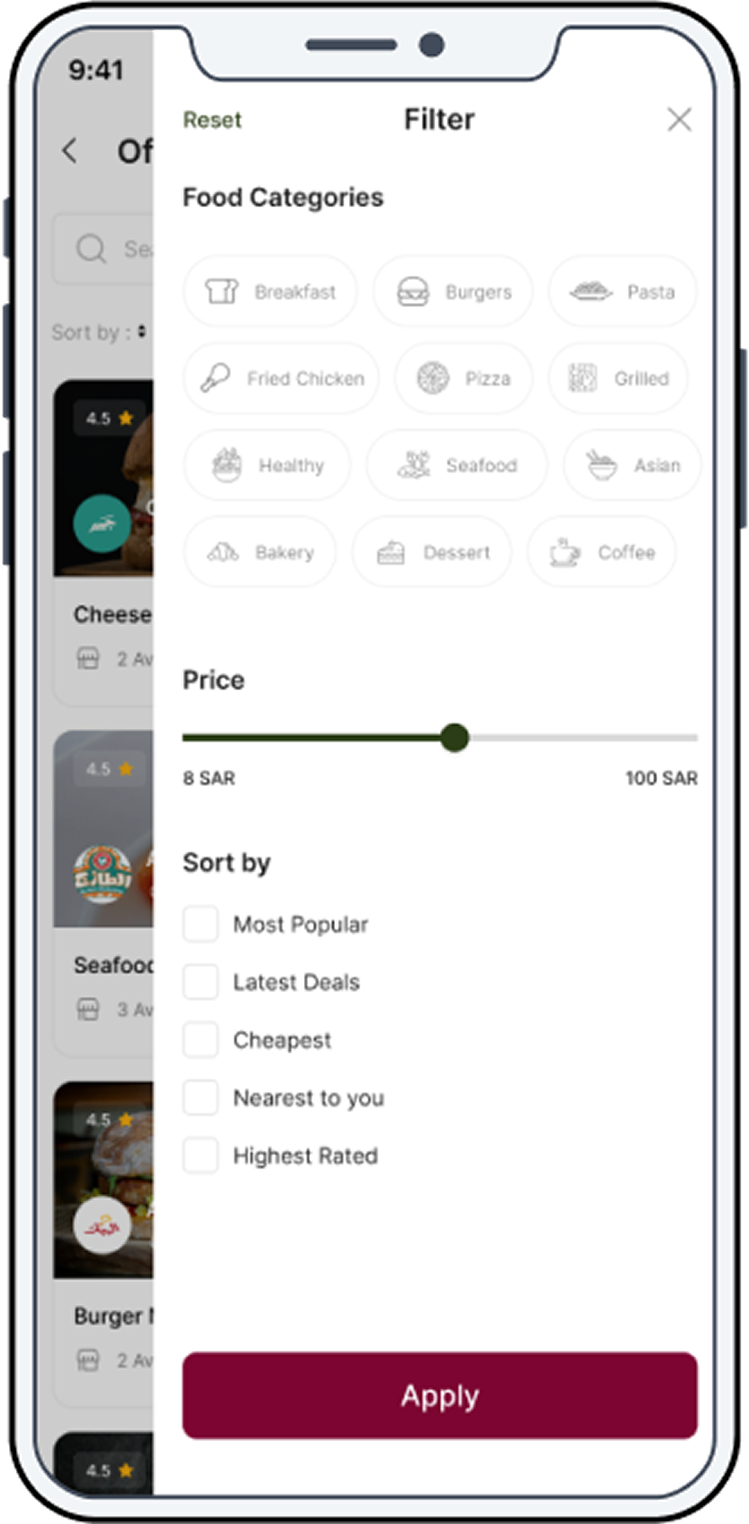 9:41
Reset
Filter
Food Categories
Breakfast
Burgers
Pasta
Fried Chicken
Pizza
Grilled
Healthy
Seafood
Asian
Bakery
Dessert
Coffee
Price
8 SAR
100 SAR
Sort by
Most Popular
Latest Deals
Cheapest
Nearest to you
Highest Rated
Apply
Of
Sea
Sort by :
4.5
Cheese
2 Av
4.5
Seafood
3 Av
4.5
Burger
2 Av
4.5